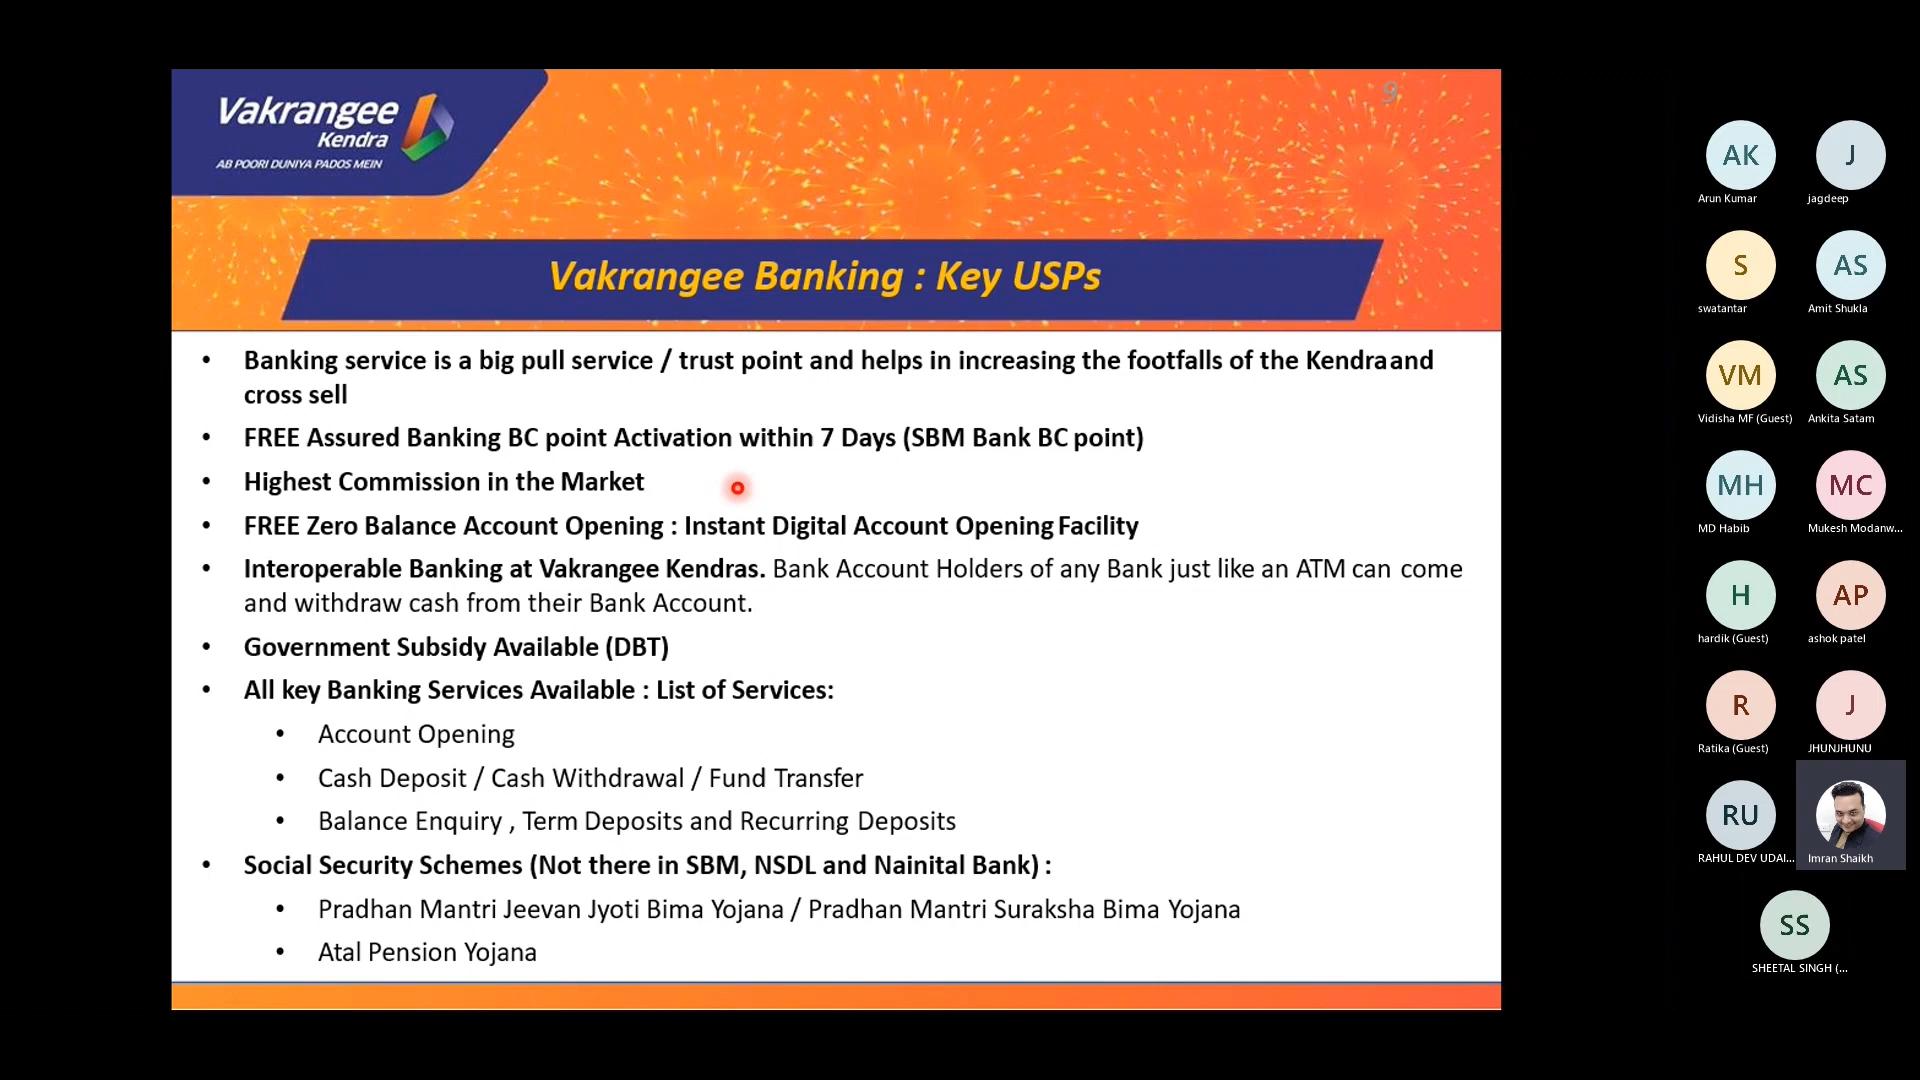 Vakrangee
Kendra
AB POORI DUNIYA PADOS MEIN
9
Vakrangee Banking : Key USPs
• Banking service is a big pull service / trust point and helps in increasing the footfalls of the Kendra and
cross sell
• FREE Assured Banking BC point Activation within 7 Days (SBM Bank BC point)
• Highest Commission in the Market
• FREE Zero Balance Account Opening : Instant Digital Account Opening Facility
• Interoperable Banking at Vakrangee Kendras. Bank Account Holders of any Bank just like an ATM can come
and withdraw cash from their Bank Account.
• Government Subsidy Available (DBT)
• All key Banking Services Available : List of Services:
• Account Opening
• Cash Deposit / Cash Withdrawal / Fund Transfer
• Balance Enquiry , Term Deposits and Recurring Deposits
• Social Security Schemes (Not there in SBM, NSDL and Nainital Bank) :
• Pradhan Mantri Jeevan Jyoti Bima Yojana / Pradhan Mantri Suraksha Bima Yojana
• Atal Pension Yojana
AK J
Arun Kumar jagdeep
S AS
swatantar Amit Shukla
VM AS
Vidisha MF (Guest) Ankita Satam
MH MC
MD Habib Mukesh Modanw...
H AP
hardik (Guest) ashok patel
R J
Ratika (Guest) JHUNJHUNU
RU
RAHUL DEV UDAI... Imran Shaikh
SS
SHEETAL SINGH (...